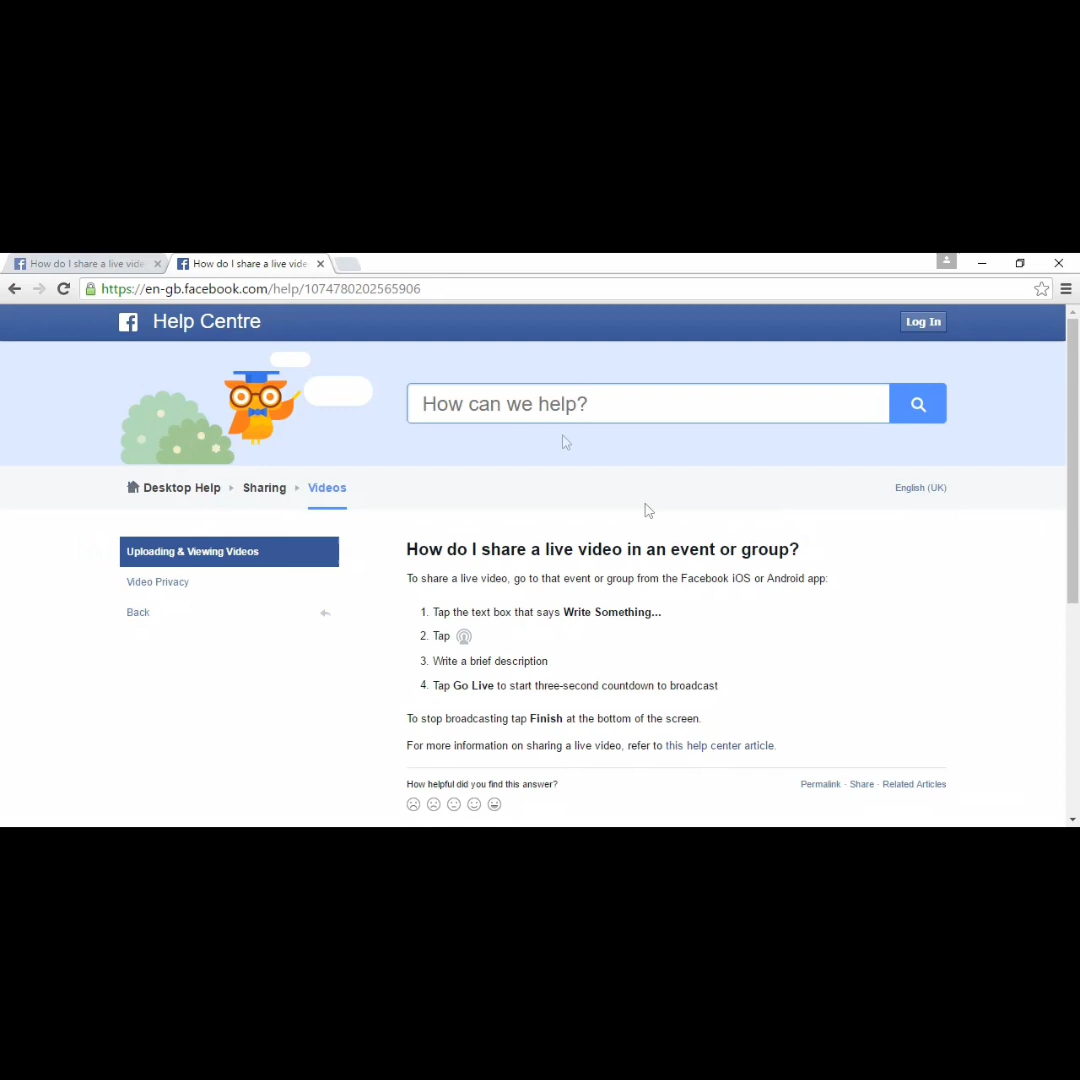 How do I share a live vide
How do I share a live vide
https://en-gb.facebook.com/help/1074780202565906
Help Centre
Log In
How can we help?
Desktop Help
Sharing
Videos
English (UK)
Uploading & Viewing Videos
Video Privacy
Back
How do I share a live video in an event or group?
To share a live video, go to that event or group from the Facebook iOS or Android app:
1. Tap the text box that says Write Something...
2. Tap
3. Write a brief description
4. Tap Go Live to start three-second countdown to broadcast
To stop broadcasting tap Finish at the bottom of the screen.
For more information on sharing a live video, refer to this help center article.
How helpful did you find this answer?
Permalink · Share · Related Articles